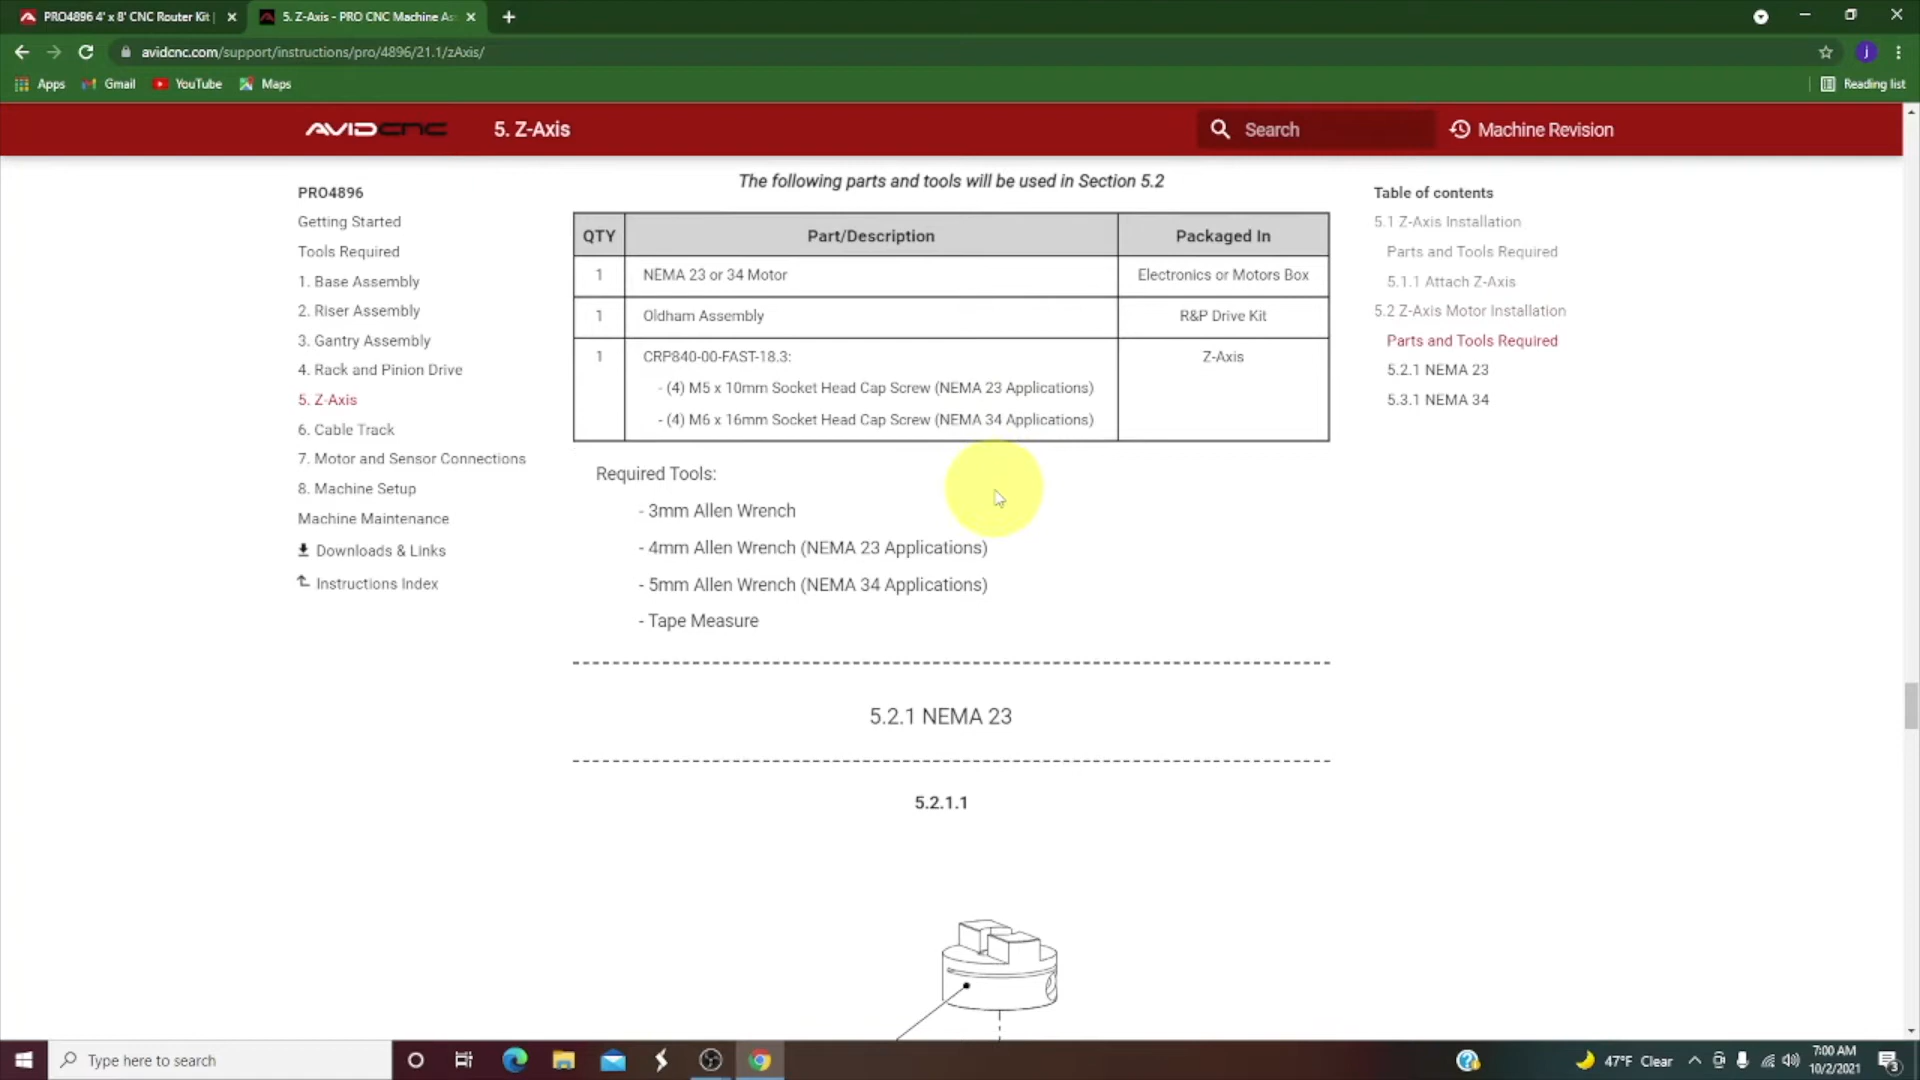 PRO4896 4' x 8' CNC Router Kit |
5. Z-Axis - PRO CNC Machine As
avidcnc.com/support/instructions/pro/4896/21.1/zAxis/
j
Apps
Gmail
YouTube
Maps
Reading list
AVIDCNC
5. Z-Axis
Search
Machine Revision
PRO4896
Getting Started
Tools Required
1. Base Assembly
2. Riser Assembly
3. Gantry Assembly
4. Rack and Pinion Drive
5. Z-Axis
6. Cable Track
7. Motor and Sensor Connections
8. Machine Setup
Machine Maintenance
Downloads & Links
Instructions Index
The following parts and tools will be used in Section 5.2
QTY Part/Description Packaged In
1 NEMA 23 or 34 Motor Electronics or Motors Box
1 Oldham Assembly R&P Drive Kit
1 CRP840-00-FAST-18.3: Z-Axis
- (4) M5 x 10mm Socket Head Cap Screw (NEMA 23 Applications)
- (4) M6 x 16mm Socket Head Cap Screw (NEMA 34 Applications)
Required Tools:
- 3mm Allen Wrench
- 4mm Allen Wrench (NEMA 23 Applications)
- 5mm Allen Wrench (NEMA 34 Applications)
- Tape Measure
5.2.1 NEMA 23
5.2.1.1
Table of contents
5.1 Z-Axis Installation
Parts and Tools Required
5.1.1 Attach Z-Axis
5.2 Z-Axis Motor Installation
Parts and Tools Required
5.2.1 NEMA 23
5.3.1 NEMA 34
Type here to search
47°F Clear
7:00 AM
10/2/2021
3